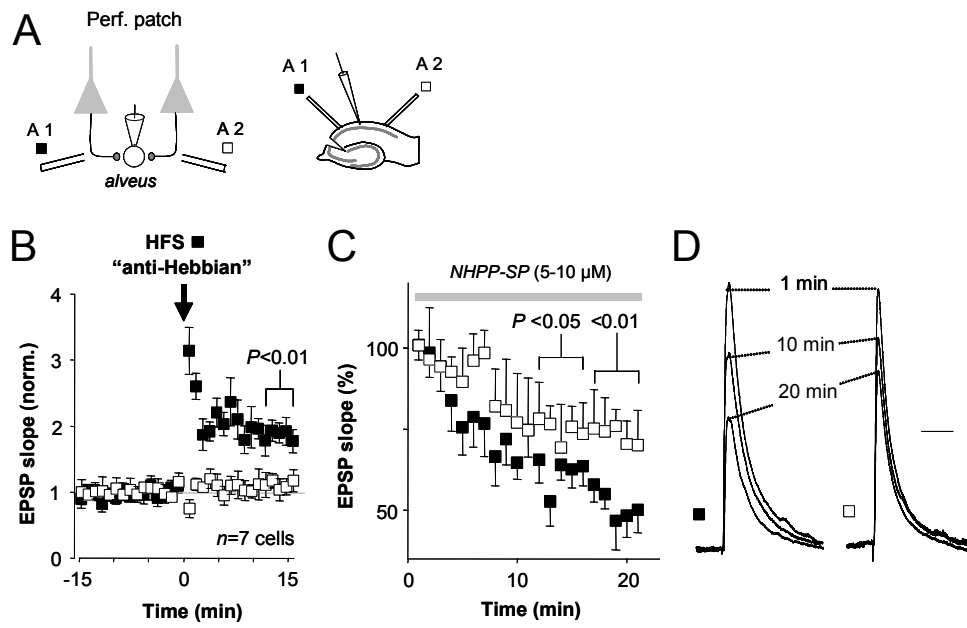 A
Perf. patch
A 1
A 2
alveus
A 1
A 2
B
HFS ■
“anti-Hebbian”
P<0.01
EPSP slope (norm.)
4
3
2
1
0
n=7 cells
-15
0
15
Time (min)
C
NHPP-SP (5-10 µM)
P <0.05
<0.01
EPSP slope (%)
100
50
0
10
20
Time (min)
D
1 min
10 min
20 min